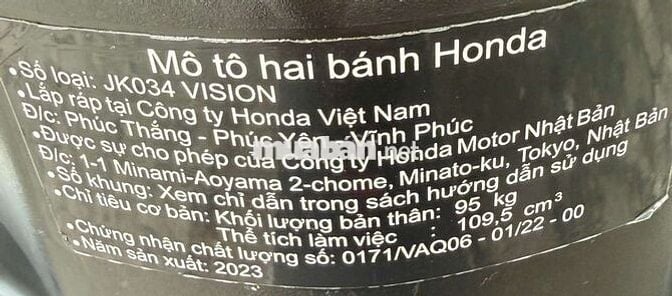 Mô tô hai bánh Honda
•Số loại: JK034 VISION
•Lắp ráp tại Công ty Honda Việt Nam
Đ/c: Phúc Thắng - Phúc Yên - Vĩnh Phúc
•Được sự cho phép của Công ty Honda Motor Nhật Bản
Đ/c: 1-1 Minami-Aoyama 2-chome, Minato-ku, Tokyo, Nhật Bản
•Số khung: Xem chỉ dẫn trong sách hướng dẫn sử dụng
•Chỉ tiêu cơ bản: Khối lượng bản thân: 95 kg
Thể tích làm việc : 109,5 cm³
•Chứng nhận chất lượng số: 0171/VAQ06 - 01/22 - 00
•Năm sản xuất: 2023
muaban.net